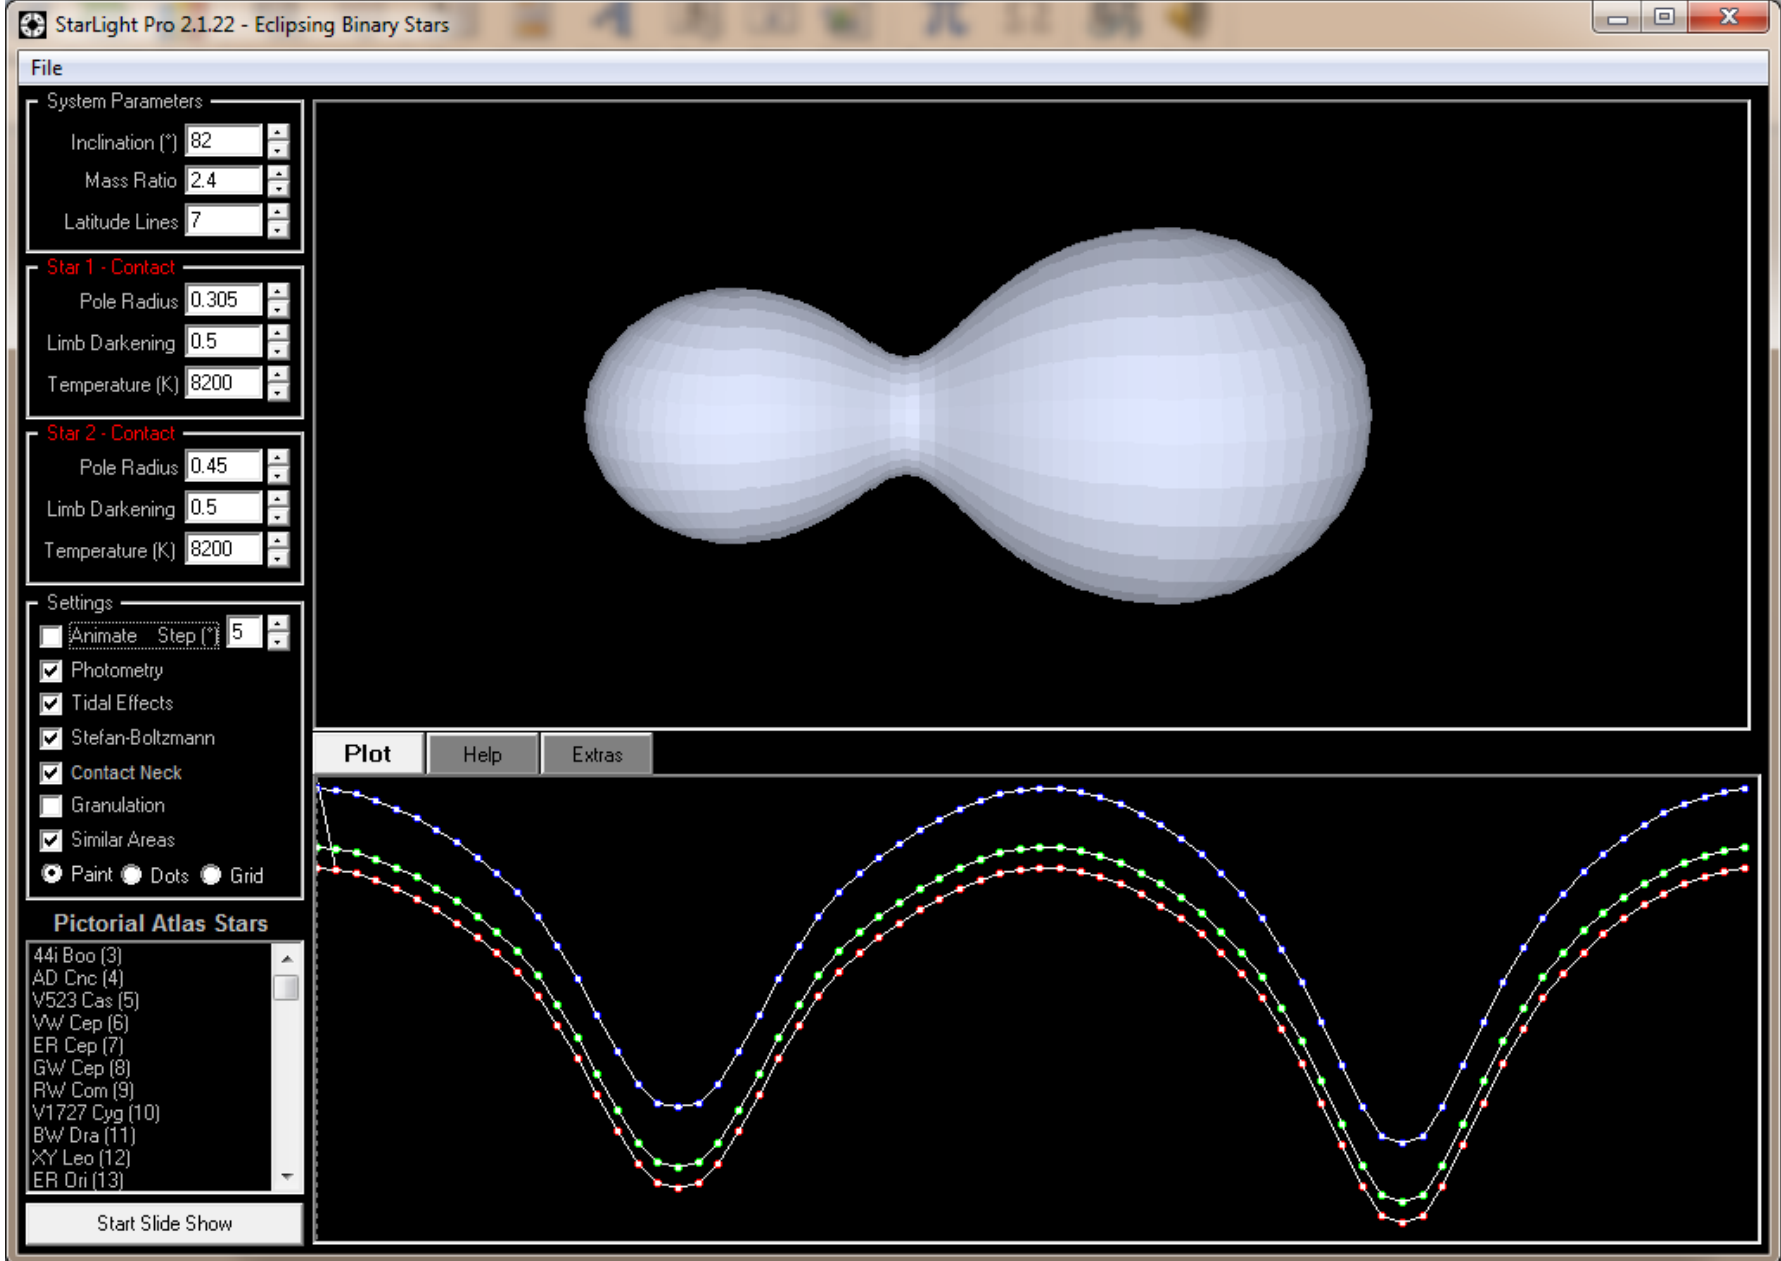 StarLight Pro 2.1.22 - Eclipsing Binary Stars
File
System Parameters
Inclination (°) 82
Mass Ratio 2.4
Latitude Lines 7
Star 1 - Contact
Pole Radius 0.305
Limb Darkening 0.5
Temperature (K) 8200
Star 2 - Contact
Pole Radius 0.45
Limb Darkening 0.5
Temperature (K) 8200
Settings
Animate Step (°) 5
Photometry
Tidal Effects
Stefan-Boltzmann
Contact Neck
Granulation
Similar Areas
Paint Dots Grid
Pictorial Atlas Stars
44i Boo (3)
AD Cnc (4)
V523 Cas (5)
VW Cep (6)
ER Cep (7)
GW Cep (8)
RW Com (9)
V1727 Cyg (10)
BW Dra (11)
XY Leo (12)
ER Ori (13)
Start Slide Show
Plot Help Extras